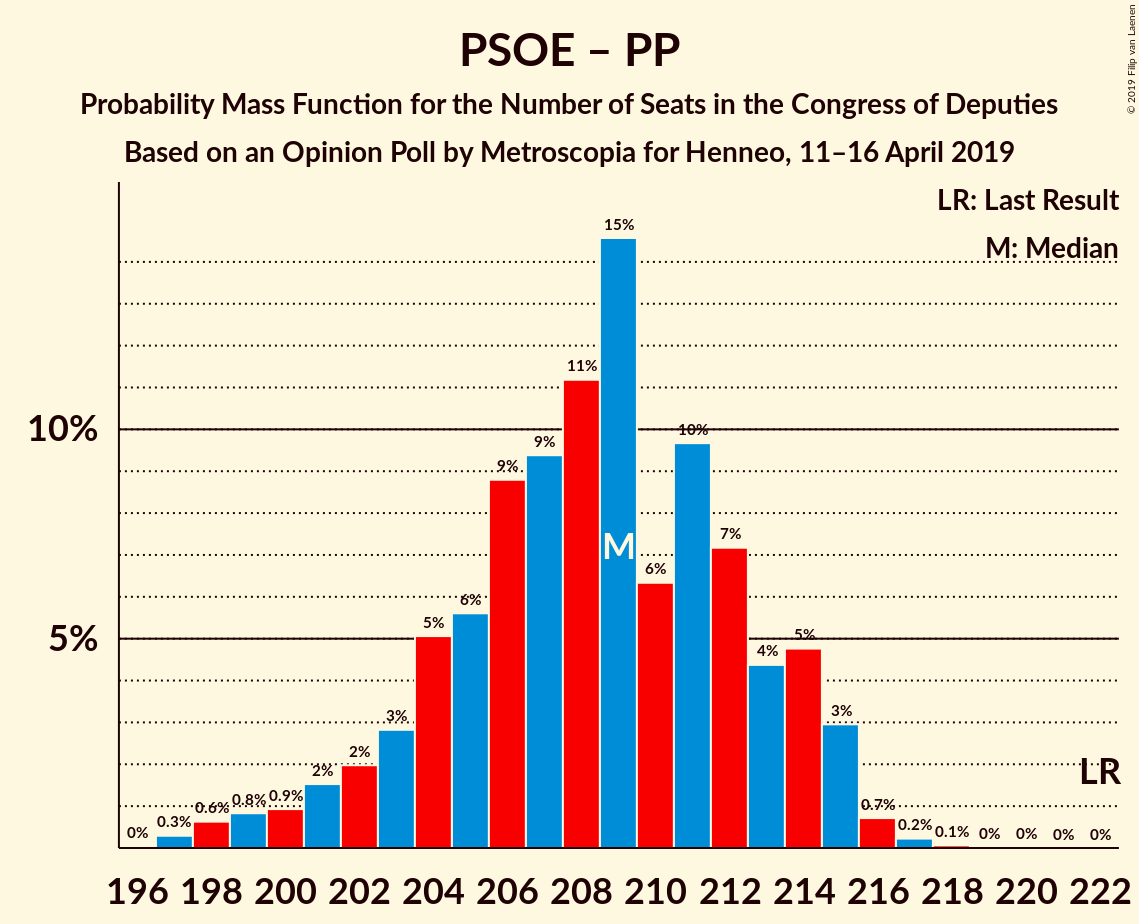 © 2019 Filip van Laenen
PSOE – PP
Probability Mass Function for the Number of Seats in the Congress of Deputies
Based on an Opinion Poll by Metroscopia for Henneo, 11–16 April 2019
LR: Last Result
M: Median
10%
5%
0% 0.3% 0.6% 0.8% 0.9% 2% 2% 3% 5% 6% 9% 9% 11% 15% 6% 10% 7% 4% 5% 3% 0.7% 0.2% 0.1% 0% 0% 0% 0%
M
LR
196 198 200 202 204 206 208 210 212 214 216 218 220 222